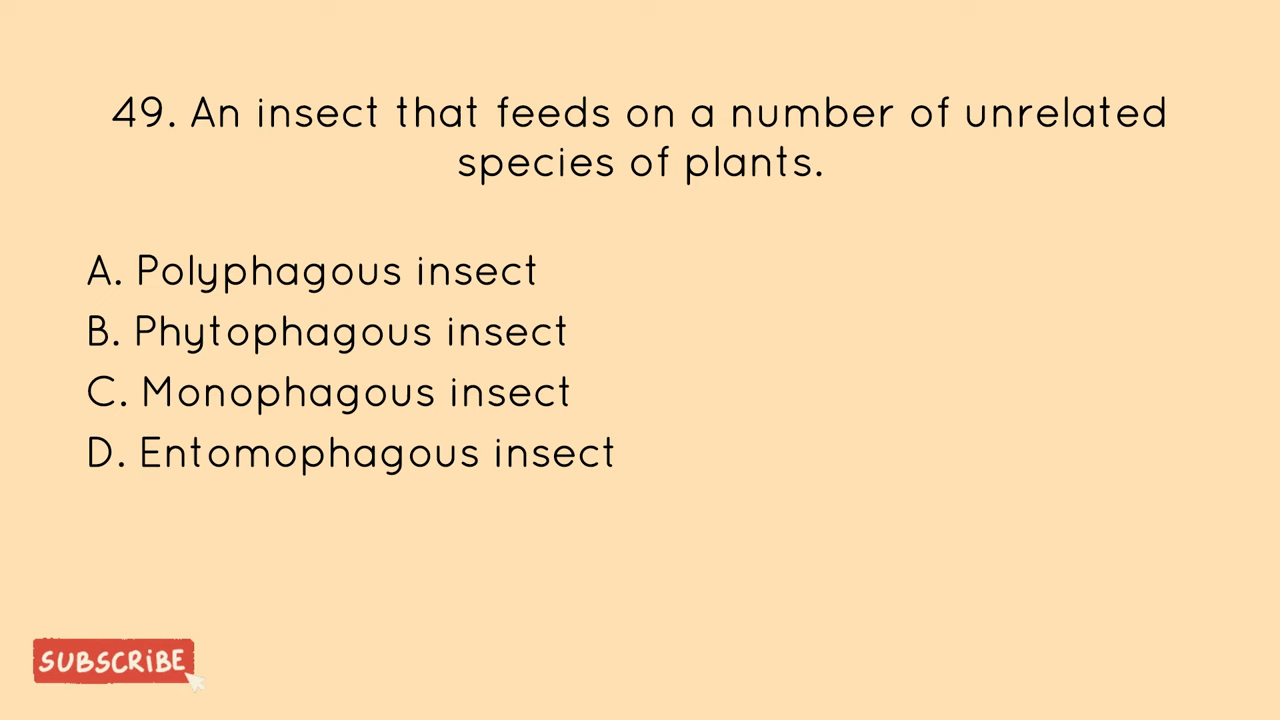 49. An insect that feeds on a number of unrelated
species of plants.
A. Polyphagous insect
B. Phytophagous insect
C. Monophagous insect
D. Entomophagous insect
SUBSCRiBE